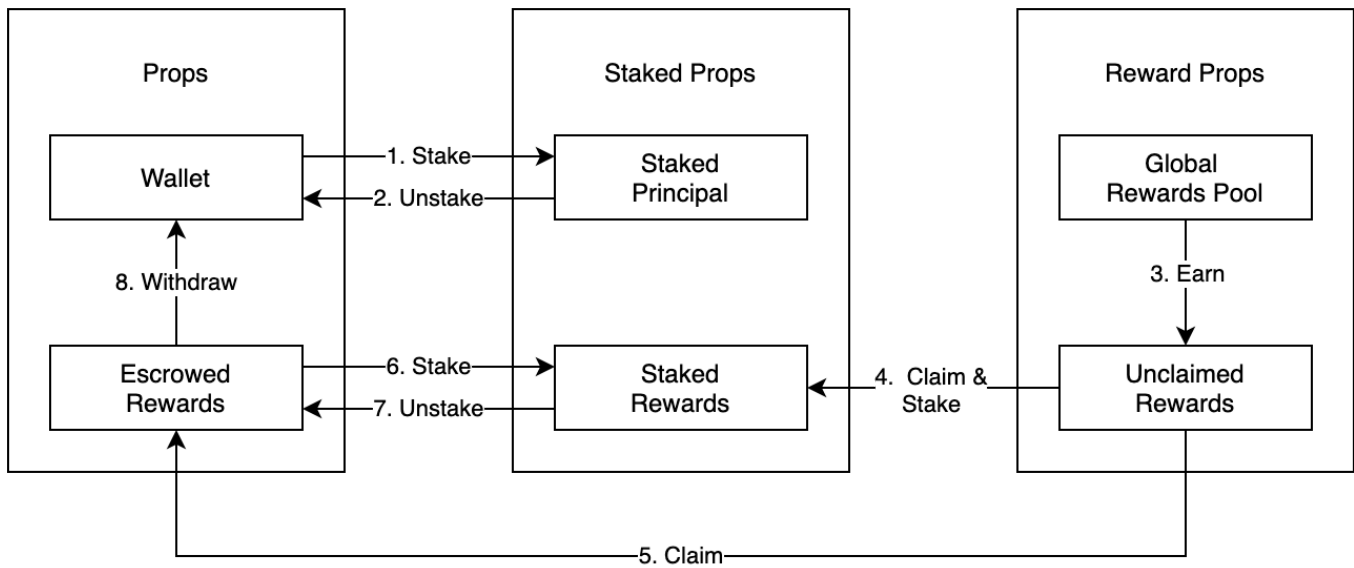 Props
Staked Props
Reward Props
Wallet
1. Stake
2. Unstake
Staked
Principal
Global
Rewards Pool
8. Withdraw
3. Earn
Escrowed
Rewards
6. Stake
7. Unstake
Staked
Rewards
4. Claim &
Stake
Unclaimed
Rewards
5. Claim